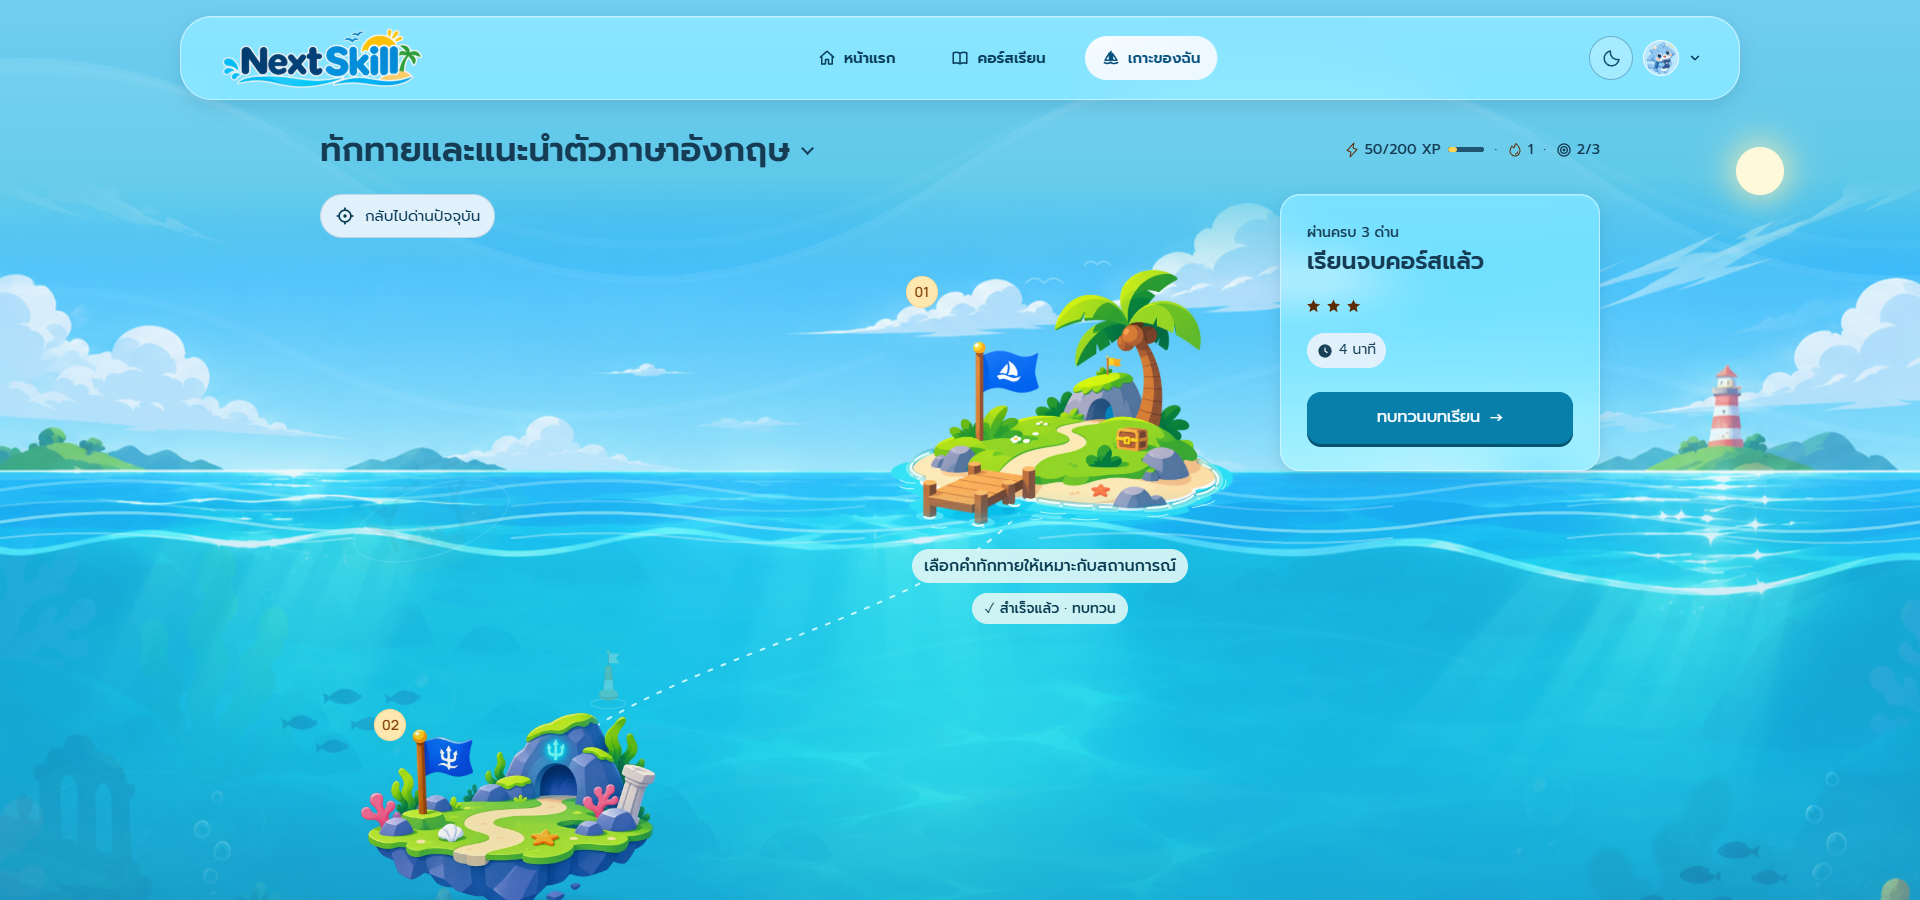 NextSkill
หน้าแรก
คอร์สเรียน
เกาะของฉัน
ทักทายและแนะนำตัวภาษาอังกฤษ
50/200 XP · 1 · 2/3
กลับไปด่านปัจจุบัน
ผ่านครบ 3 ด่าน
เรียนจบคอร์สแล้ว
4 นาที
ทบทวนบทเรียน →
01
เลือกคำทักทายให้เหมาะกับสถานการณ์
✓ สำเร็จแล้ว · ทบทวน
02